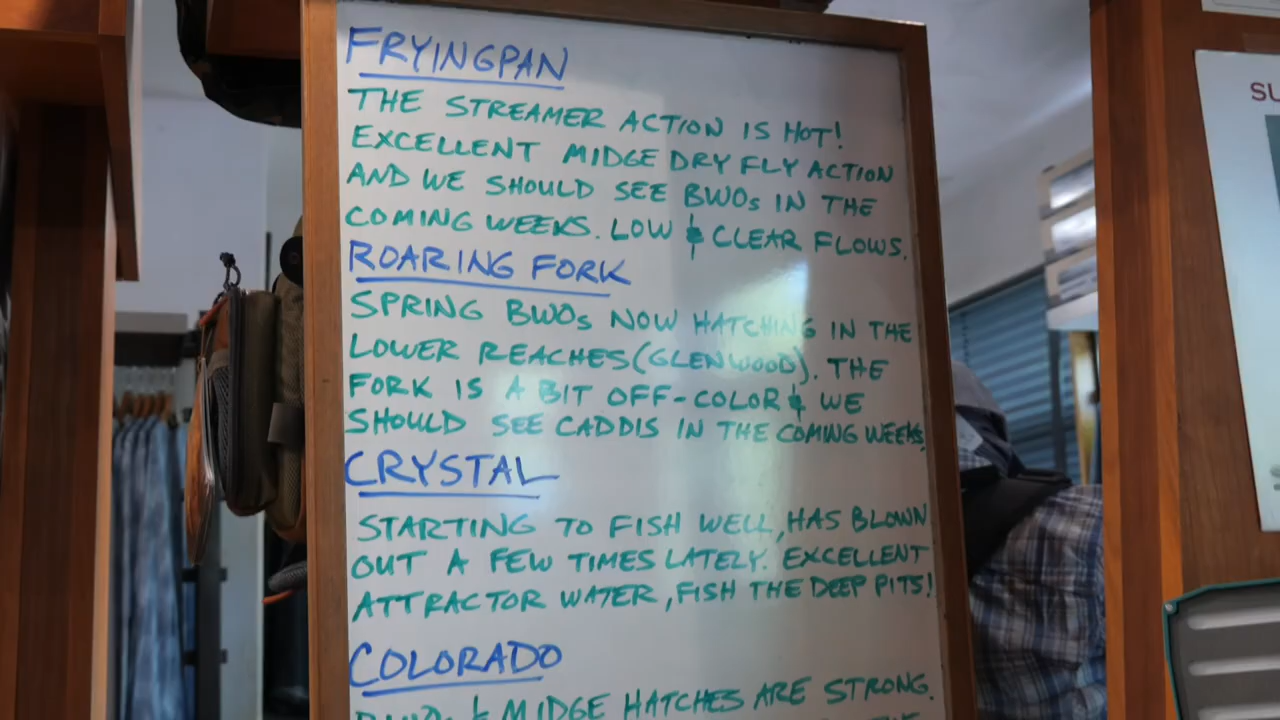 FRYINGPAN
THE STREAMER ACTION IS HOT!
EXCELLENT MIDGE DRY FLY ACTION
AND WE SHOULD SEE BWOs IN THE
COMING WEEKS. LOW & CLEAR FLOWS.
ROARING FORK
SPRING BWOs NOW HATCHING IN THE
LOWER REACHES (GLENWOOD). THE
FORK IS A BIT OFF-COLOR & WE
SHOULD SEE CADDIS IN THE COMING WEEKS.
CRYSTAL
STARTING TO FISH WELL, HAS BLOWN
OUT A FEW TIMES LATELY. EXCELLENT
ATTRACTOR WATER, FISH THE DEEP PITS!
COLORADO
& MIDGE HATCHES ARE STRONG.
SU